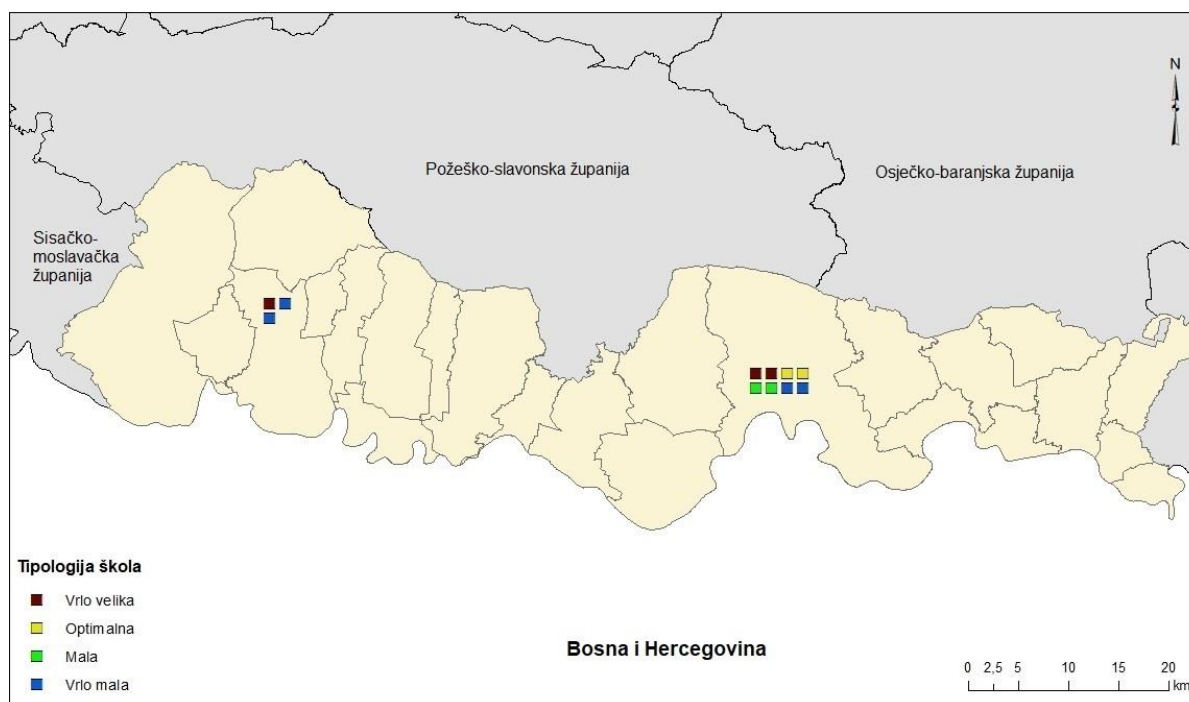 N
Požeško-slavonska županija
Osječko-baranjska županija
Sisačko-
moslavačka
županija
Tipologija škola
Vrlo velika
Optimalna
Mala
Vrlo mala
Bosna i Hercegovina
0 2,5 5 10 15 20
km